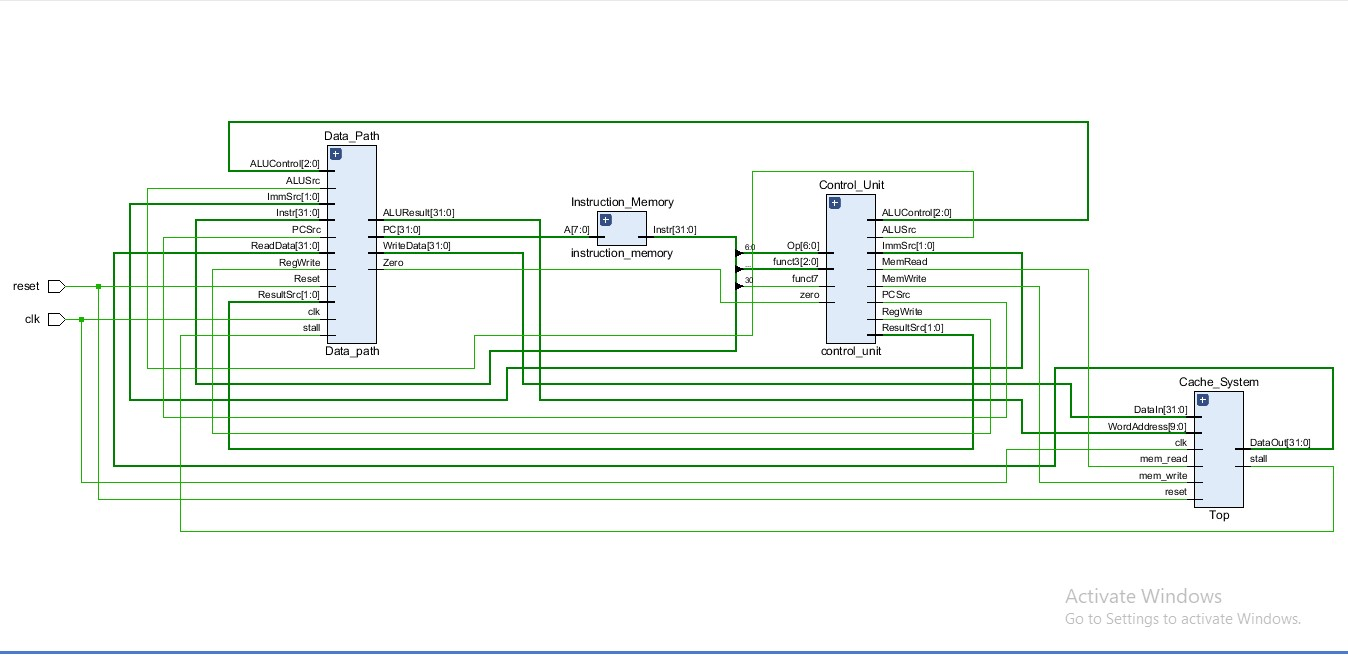 Data_Path
ALUControl[2:0]
ALUSrc
ImmSrc[1:0]
Instr[31:0]
PCSrc
ReadData[31:0]
RegWrite
Reset
ResultSrc[1:0]
clk
stall
ALUResult[31:0]
PC[31:0]
WriteData[31:0]
Zero
Data_path
reset
clk
Instruction_Memory
A[7:0]
Instr[31:0]
instruction_memory
6:0
...
30
Control_Unit
Op[6:0]
funct3[2:0]
funct7
zero
ALUControl[2:0]
ALUSrc
ImmSrc[1:0]
MemRead
MemWrite
PCSrc
RegWrite
ResultSrc[1:0]
control_unit
Cache_System
DataIn[31:0]
WordAddress[9:0]
clk
mem_read
mem_write
reset
DataOut[31:0]
stall
Top
Activate Windows
Go to Settings to activate Windows.